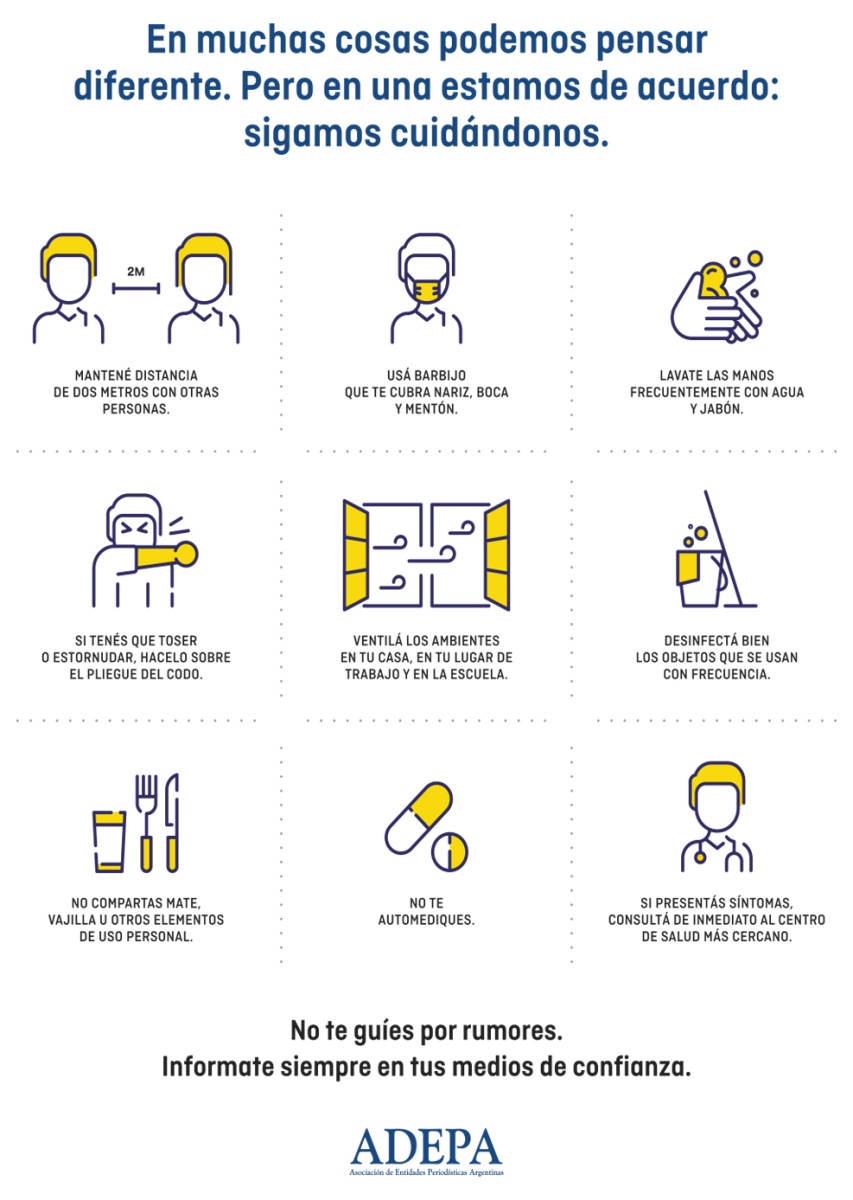 En muchas cosas podemos pensar
diferente. Pero en una estamos de acuerdo:
sigamos cuidándonos.
2M
MANTENÉ DISTANCIA
DE DOS METROS CON OTRAS
PERSONAS.
USÁ BARBIJO
QUE TE CUBRA NARIZ, BOCA
Y MENTÓN.
LAVATE LAS MANOS
FRECUENTEMENTE CON AGUA
Y JABÓN.
SI TENÉS QUE TOSER
O ESTORNUDAR, HACELO SOBRE
EL PLIEGUE DEL CODO.
VENTILÁ LOS AMBIENTES
EN TU CASA, EN TU LUGAR DE
TRABAJO Y EN LA ESCUELA.
DESINFECTÁ BIEN
LOS OBJETOS QUE SE USAN
CON FRECUENCIA.
NO COMPARTAS MATE,
VAJILLA U OTROS ELEMENTOS
DE USO PERSONAL.
NO TE
AUTOMEDIQUES.
SI PRESENTÁS SÍNTOMAS,
CONSULTÁ DE INMEDIATO AL CENTRO
DE SALUD MÁS CERCANO.
No te guíes por rumores.
Informate siempre en tus medios de confianza.
ADEPA
Asociación de Entidades Periodísticas Argentinas